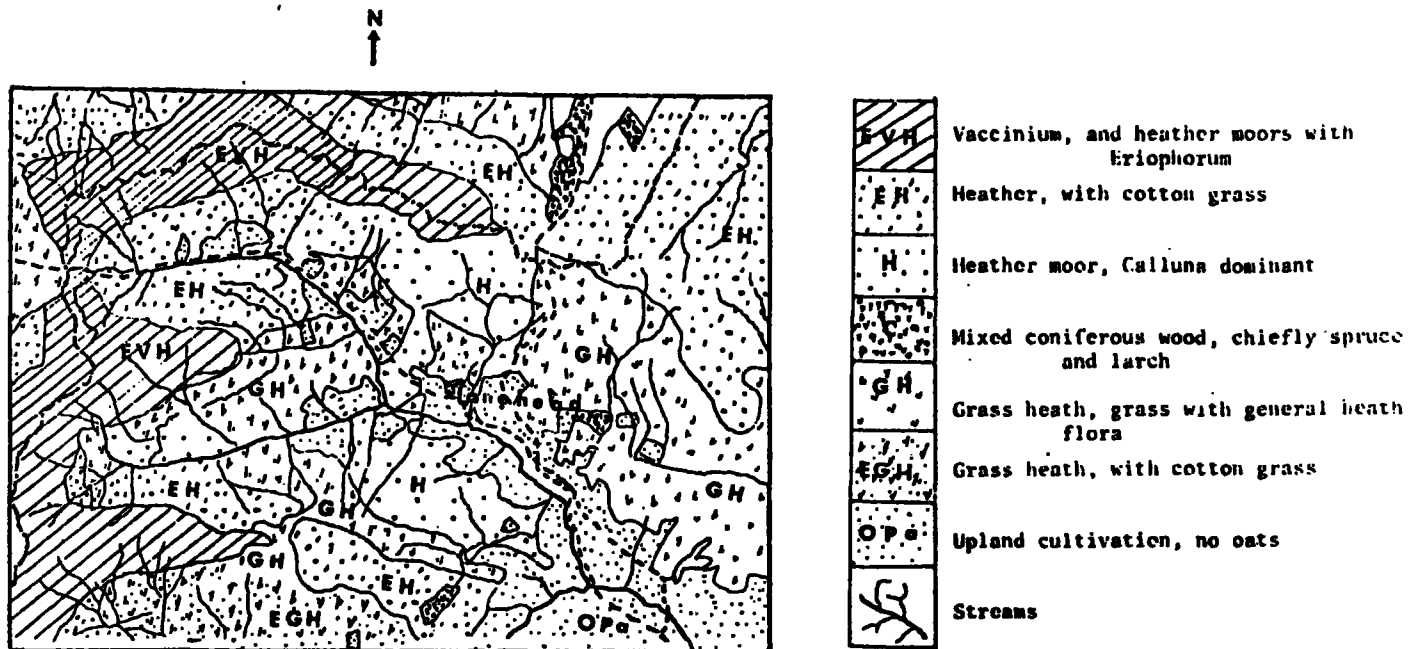 N
EVH
EH
EH
H
EH
EVH
GH
GH
EH
H
GH
GH
GH
EH
EGH
OPa
EVH
Vaccinium, and heather moors with
Eriophorum
EH
Heather, with cotton grass
H
Heather moor, Calluna dominant
C
Mixed coniferous wood, chiefly spruce
and larch
GH
Grass heath, grass with general heath
flora
EGH
Grass heath, with cotton grass
OPa
Upland cultivation, no oats
Streams